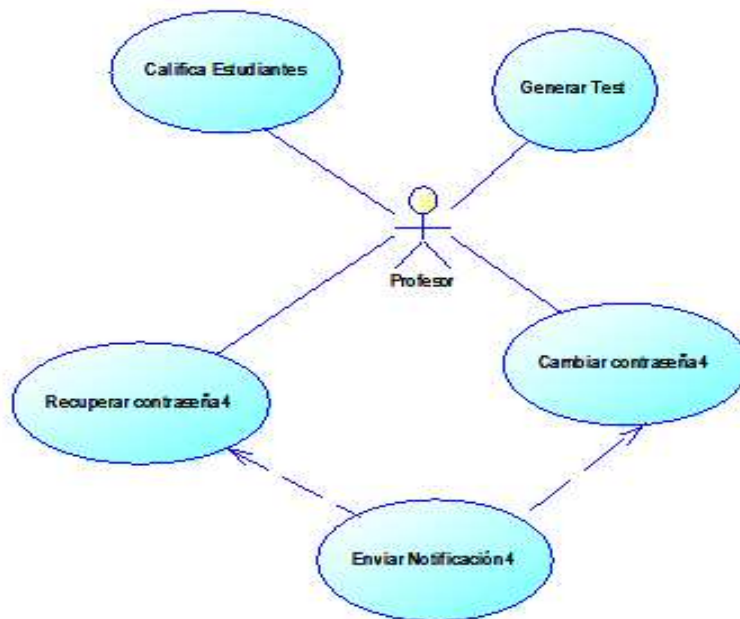 Califica Estudiantes
Generar Test
Profesor
Recuperar contraseña4
Cambiar contraseña4
Enviar Notificación4